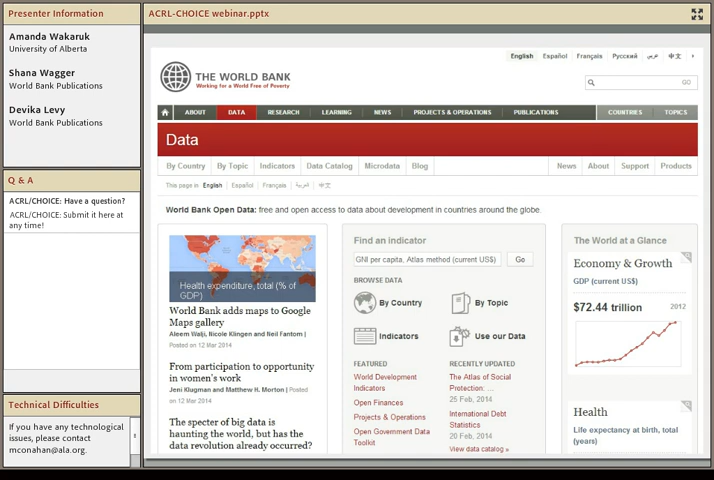 Presenter Information
Amanda Wakaruk
University of Alberta
Shana Wagger
World Bank Publications
Devika Levy
World Bank Publications
Q & A
ACRL/CHOICE: Have a question?
ACRL/CHOICE: Submit it here at
any time!
Technical Difficulties
If you have any technological
issues, please contact
mconahan@ala.org.
ACRL-CHOICE webinar.pptx
English Español Français Русский عربي 中文
THE WORLD BANK
Working for a World Free of Poverty
GO
ABOUT DATA RESEARCH LEARNING NEWS PROJECTS & OPERATIONS PUBLICATIONS COUNTRIES TOPICS
Data
By Country By Topic Indicators Data Catalog Microdata Blog News About Support Products
This page in English Español Français العربية 中文
World Bank Open Data: free and open access to data about development in countries around the globe.
Health expenditure, total (% of
GDP)
World Bank adds maps to Google
Maps gallery
Aleem Walji, Nicole Klingen and Neil Fantom |
Posted on 12 Mar 2014
From participation to opportunity
in women's work
Jeni Klugman and Matthew H. Morton | Posted
on 12 Mar 2014
The specter of big data is
haunting the world, but has the
data revolution already occurred?
Find an indicator
GNI per capita, Atlas method (current US$) Go
BROWSE DATA
By Country By Topic
Indicators Use our Data
FEATURED
World Development
Indicators
Open Finances
Projects & Operations
Open Government Data
Toolkit
RECENTLY UPDATED
The Atlas of Social
Protection: ...
25 Feb, 2014
International Debt
Statistics
20 Feb, 2014
View data catalog »
The World at a Glance
Economy & Growth
GDP (current US$)
$72.44 trillion 2012
Health
Life expectancy at birth, total
(years)